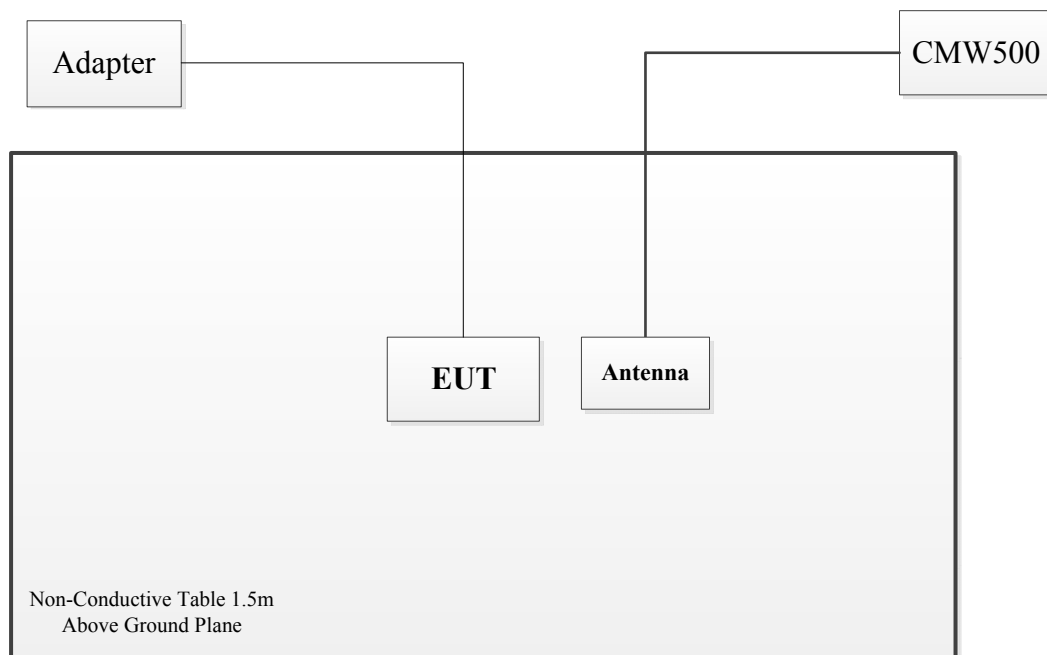 Adapter
CMW500
EUT
Antenna
Non-Conductive Table 1.5m
Above Ground Plane